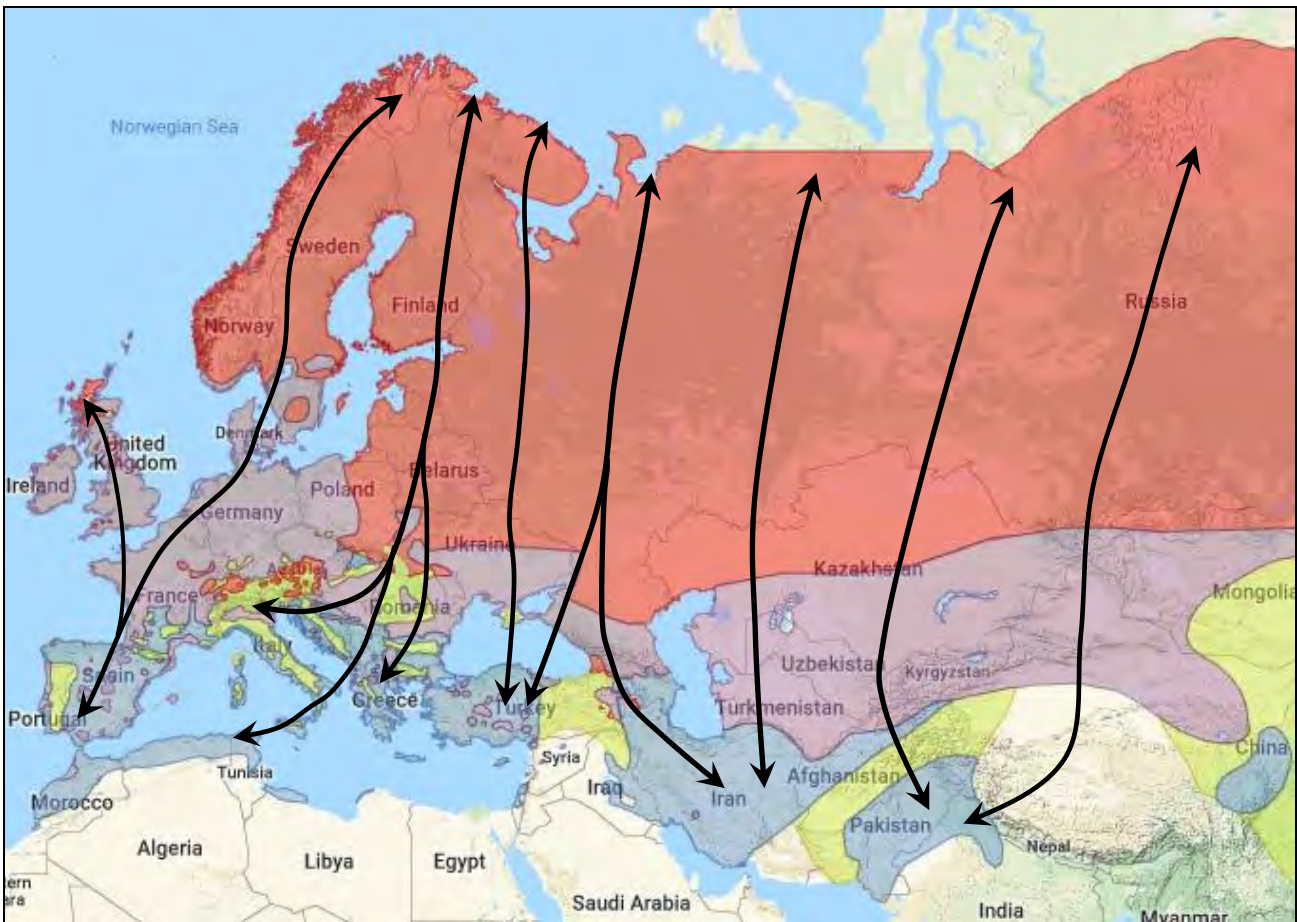 Norwegian Sea
Sweden
Finland
Norway
Russia
Denmark
United
Kingdom
Ireland
Belarus
Poland
Germany
Ukraine
Austria
Kazakhstan
France
Romania
Mongolia
Italy
Spain
Uzbekistan
Kyrgyzstan
Greece
Turkey
Turkmenistan
Portugal
Syria
China
Tunisia
Afghanistan
Iraq
Iran
Morocco
Pakistan
Algeria
Libya
Egypt
Nepal
Saudi Arabia
India
Myanmar